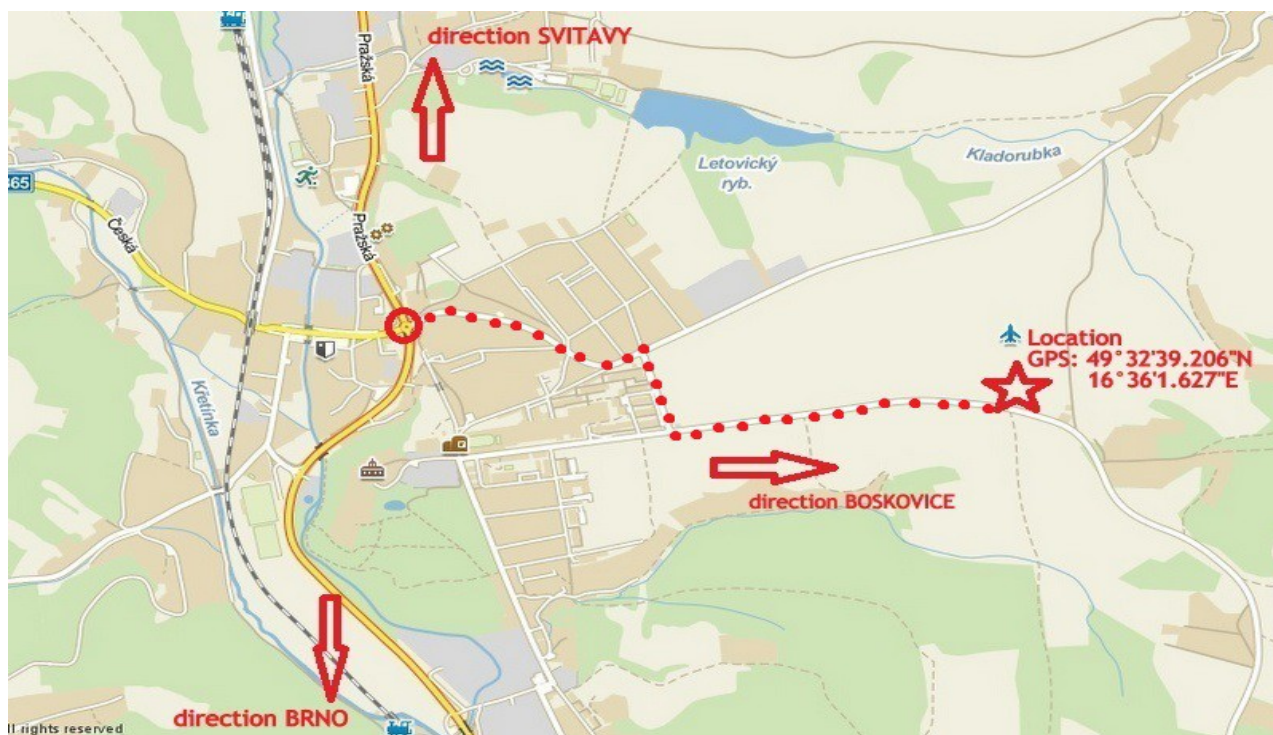 direction SVITAVY
Pražská
Letovický
ryb.
Kladorubka
365
Česká
Pražská
Location
GPS: 49°32'39.206"N
16°36'1.627"E
Křetínka
direction BOSKOVICE
direction BRNO
ll rights reserved